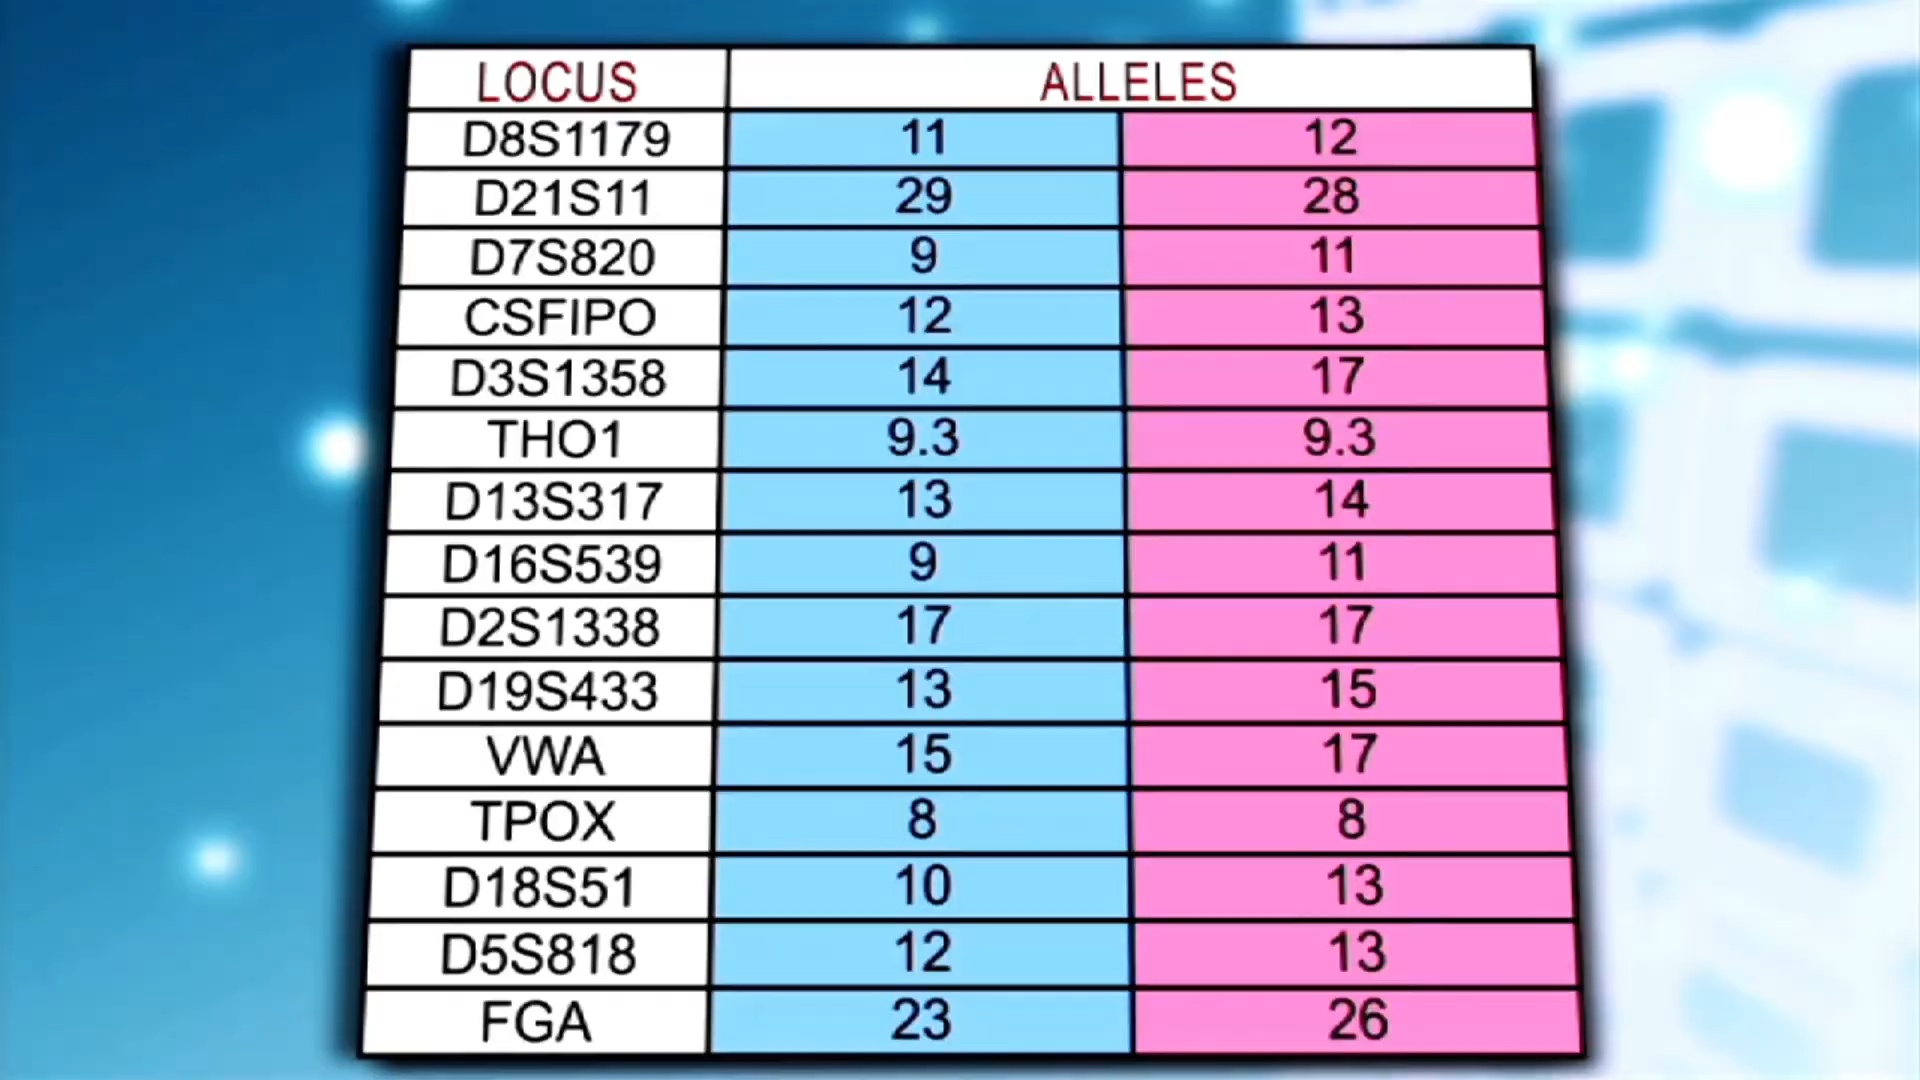 LOCUS ALLELES
D8S1179 11 12
D21S11 29 28
D7S820 9 11
CSFIPO 12 13
D3S1358 14 17
THO1 9.3 9.3
D13S317 13 14
D16S539 9 11
D2S1338 17 17
D19S433 13 15
VWA 15 17
TPOX 8 8
D18S51 10 13
D5S818 12 13
FGA 23 26